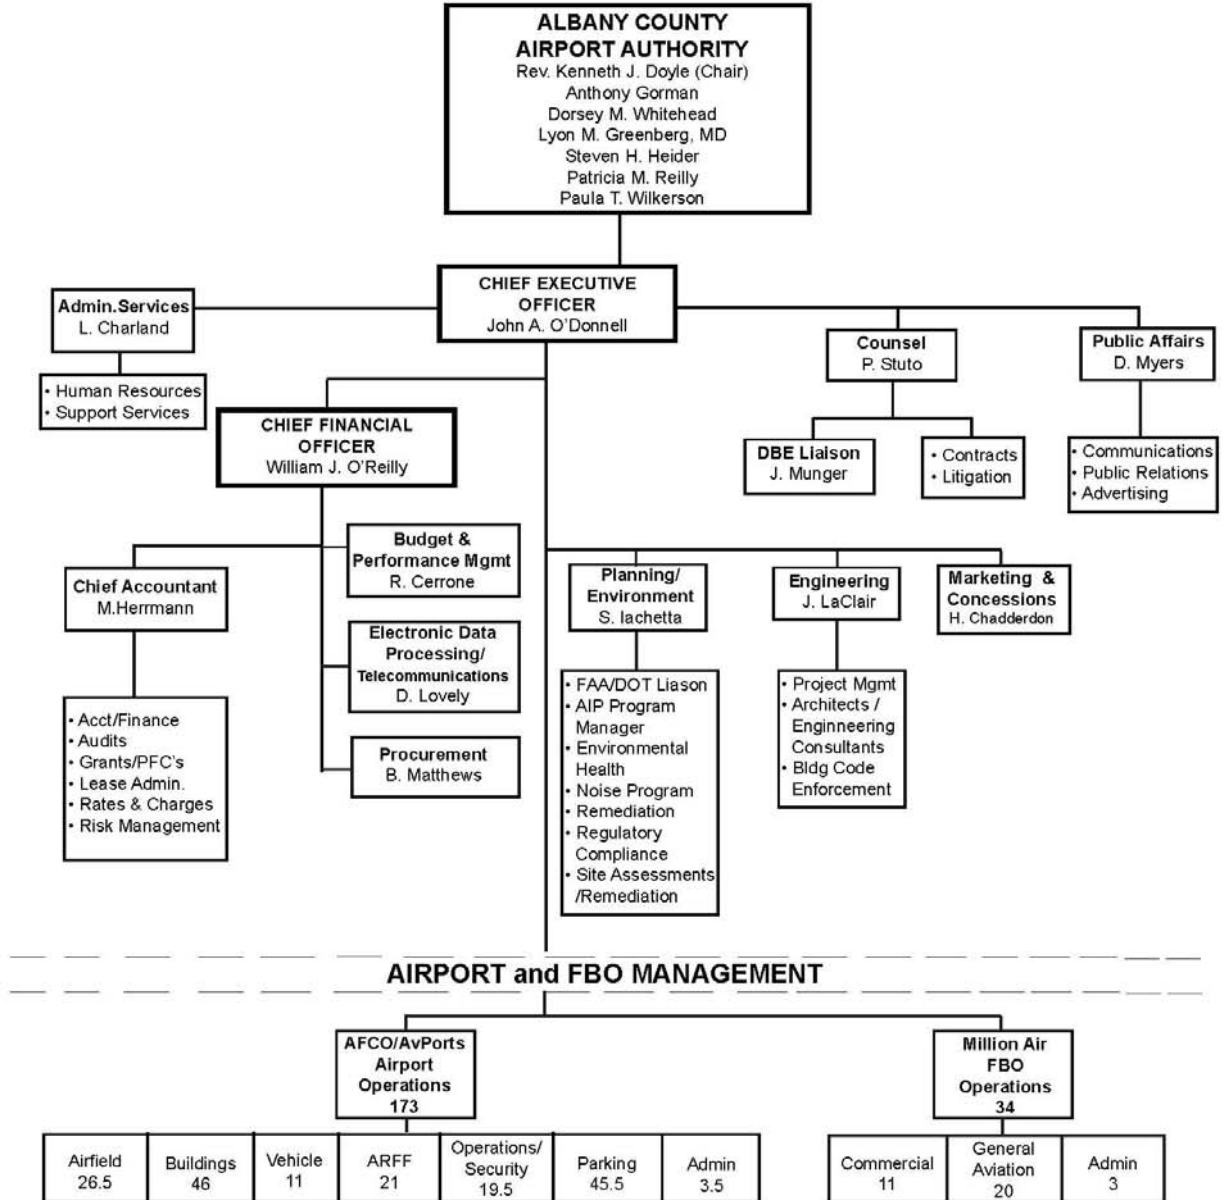 ALBANY COUNTY
AIRPORT AUTHORITY
Rev. Kenneth J. Doyle (Chair)
Anthony Gorman
Dorsey M. Whitehead
Lyon M. Greenberg, MD
Steven H. Heider
Patricia M. Reilly
Paula T. Wilkerson
CHIEF EXECUTIVE
OFFICER
John A. O'Donnell
Admin.Services
L. Charland
• Human Resources
• Support Services
Counsel
P. Stuto
Public Affairs
D. Myers
DBE Liaison
J. Munger
• Contracts
• Litigation
• Communications
• Public Relations
• Advertising
CHIEF FINANCIAL
OFFICER
William J. O'Reilly
Budget &
Performance Mgmt
R. Cerrone
Chief Accountant
M.Herrmann
Electronic Data
Processing/
Telecommunications
D. Lovely
Procurement
B. Matthews
• Acct/Finance
• Audits
• Grants/PFC's
• Lease Admin.
• Rates & Charges
• Risk Management
Planning/
Environment
S. Iachetta
Engineering
J. LaClair
Marketing &
Concessions
H. Chadderdon
• FAA/DOT Liason
• AIP Program
Manager
• Environmental
Health
• Noise Program
• Remediation
• Regulatory
Compliance
• Site Assessments
/Remediation
• Project Mgmt
• Architects /
Enginneering
Consultants
• Bldg Code
Enforcement
AIRPORT and FBO MANAGEMENT
AFCO/AvPorts
Airport
Operations
173
Million Air
FBO
Operations
34
Airfield
26.5
Buildings
46
Vehicle
11
ARFF
21
Operations/
Security
19.5
Parking
45.5
Admin
3.5
Commercial
11
General
Aviation
20
Admin
3